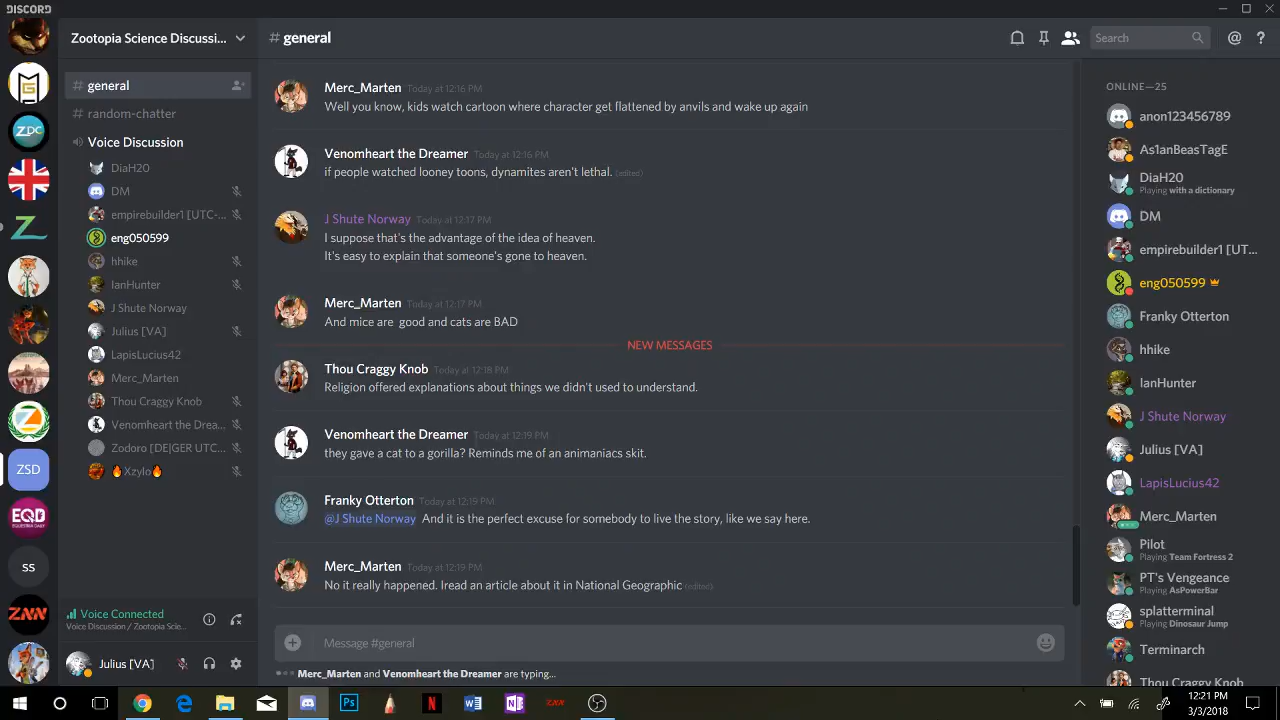 DISCORD
Zootopia Science Discussi...
# general
# random-chatter
Voice Discussion
DiaH20
DM
empirebuilder1 [UTC-...
eng050599
hhike
IanHunter
J Shute Norway
Julius [VA]
LapisLucius42
Merc_Marten
Thou Craggy Knob
Venomheart the Drea...
Zodoro [DE|GER UTC...
🔥Xzylo🔥
Voice Connected
Voice Discussion / Zootopia Scie...
Julius [VA]
ZDC
ZSD
EQD
EQUESTRIA DAILY
ss
ZNN
# general
Search
Merc_Marten Today at 12:16 PM
Well you know, kids watch cartoon where character get flattened by anvils and wake up again
Venomheart the Dreamer Today at 12:16 PM
if people watched looney toons, dynamites aren't lethal. (edited)
J Shute Norway Today at 12:17 PM
I suppose that's the advantage of the idea of heaven.
It's easy to explain that someone's gone to heaven.
Merc_Marten Today at 12:17 PM
And mice are good and cats are BAD
NEW MESSAGES
Thou Craggy Knob Today at 12:18 PM
Religion offered explanations about things we didn't used to understand.
Venomheart the Dreamer Today at 12:19 PM
they gave a cat to a gorilla? Reminds me of an animaniacs skit.
Franky Otterton Today at 12:19 PM
@J Shute Norway And it is the perfect excuse for somebody to live the story, like we say here.
Merc_Marten Today at 12:19 PM
No it really happened. Iread an article about it in National Geographic (edited)
Message #general
Merc_Marten and Venomheart the Dreamer are typing...
ONLINE—25
anon123456789
As1anBeasTagE
DiaH20
Playing with a dictionary
DM
empirebuilder1 [UT...
eng050599
Franky Otterton
hhike
IanHunter
J Shute Norway
Julius [VA]
LapisLucius42
Merc_Marten
Pilot
Playing Team Fortress 2
PT's Vengeance
Playing AsPowerBar
splatterminal
Playing Dinosaur Jump
Terminarch
Thou Craggy Knob
Ps
N
W
N
ZNN
12:21 PM
3/3/2018